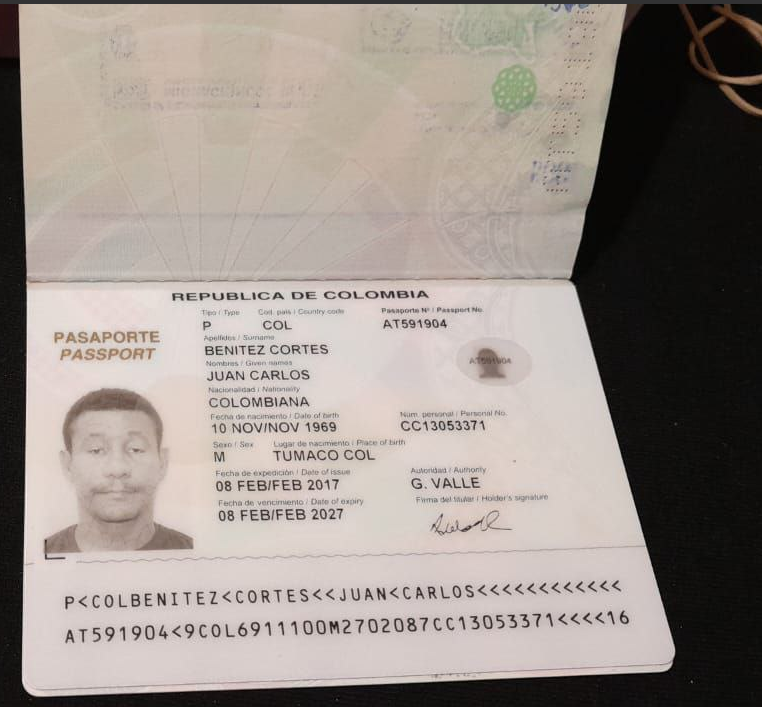 REPUBLICA DE COLOMBIA
PASAPORTE
PASSPORT
Tipo / Type Cód. país / Country code Pasaporte Nº / Passport No.
P COL AT591904
Apellidos / Surname
BENITEZ CORTES
Nombres / Given names
JUAN CARLOS
Nacionalidad / Nationality
COLOMBIANA
Fecha de nacimiento / Date of birth Núm. personal / Personal No.
10 NOV/NOV 1969 CC13053371
Sexo / Sex Lugar de nacimiento / Place of birth
M TUMACO COL
Fecha de expedición / Date of issue Autoridad / Authority
08 FEB/FEB 2017 G. VALLE
Fecha de vencimiento / Date of expiry Firma del titular / Holder's signature
08 FEB/FEB 2027
AT591904
P<COLBENITEZ<CORTES<<JUAN<CARLOS<<<<<<<<<<<<
AT591904<9COL6911100M2702087CC13053371<<<<16